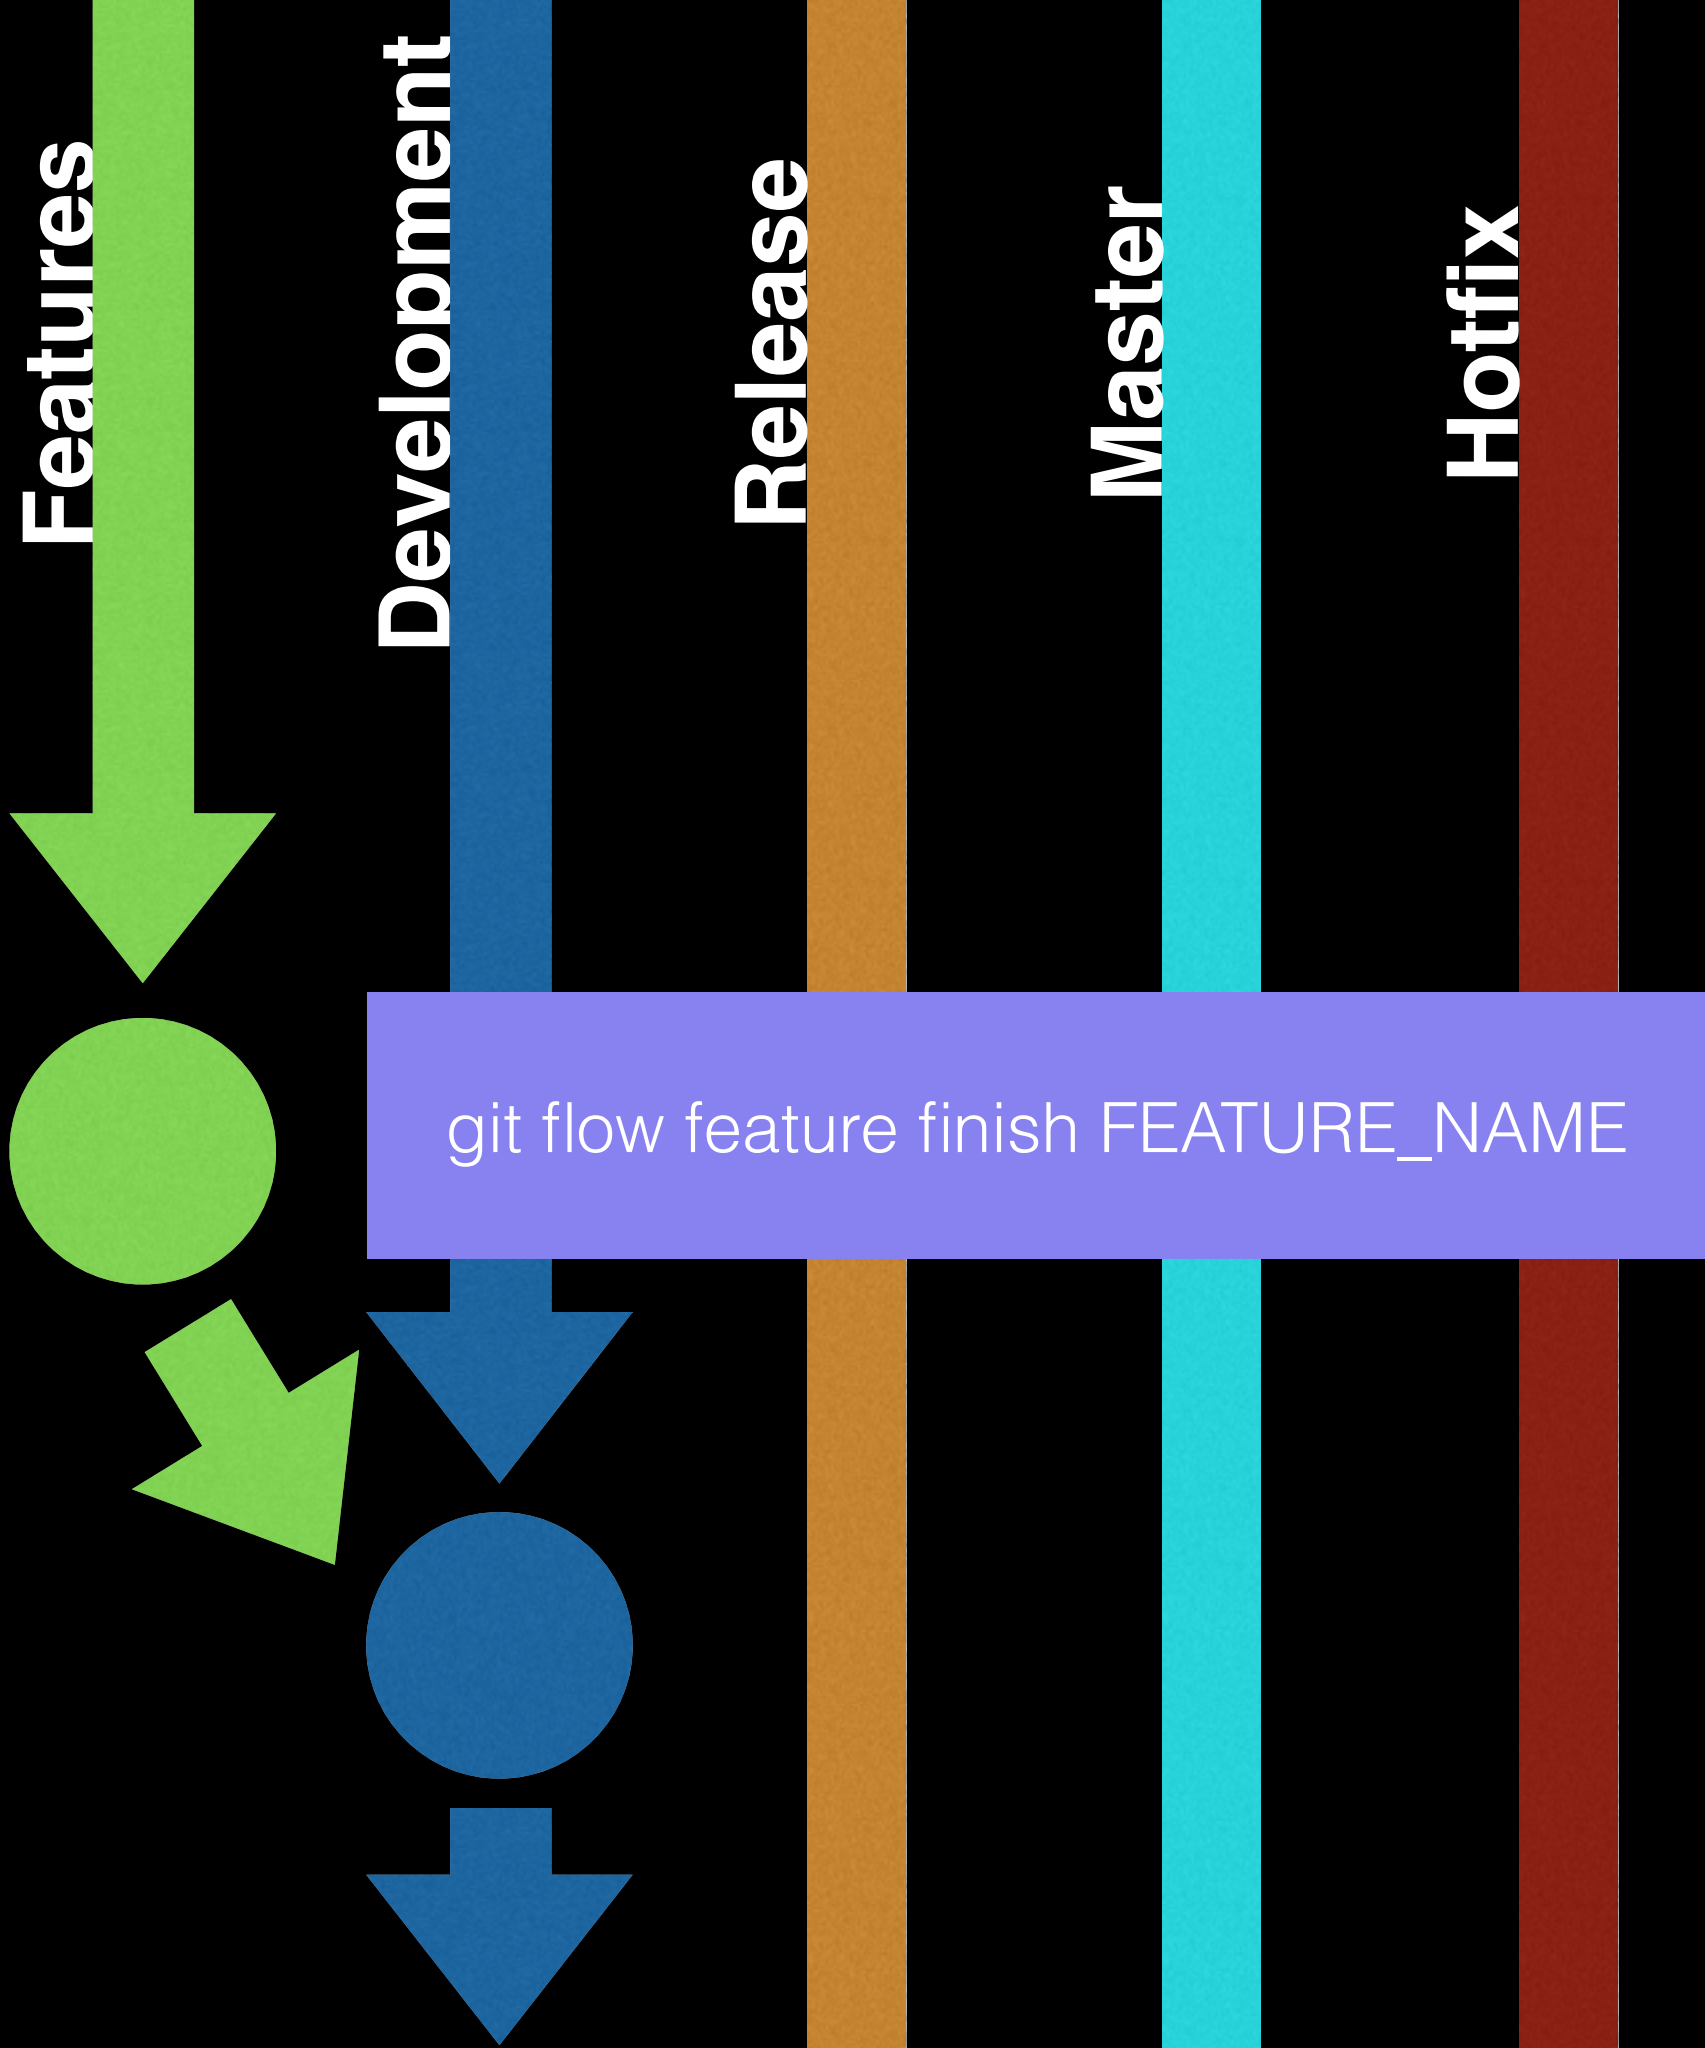 Features
Development
Release
Master
Hotfix
git flow feature finish FEATURE_NAME